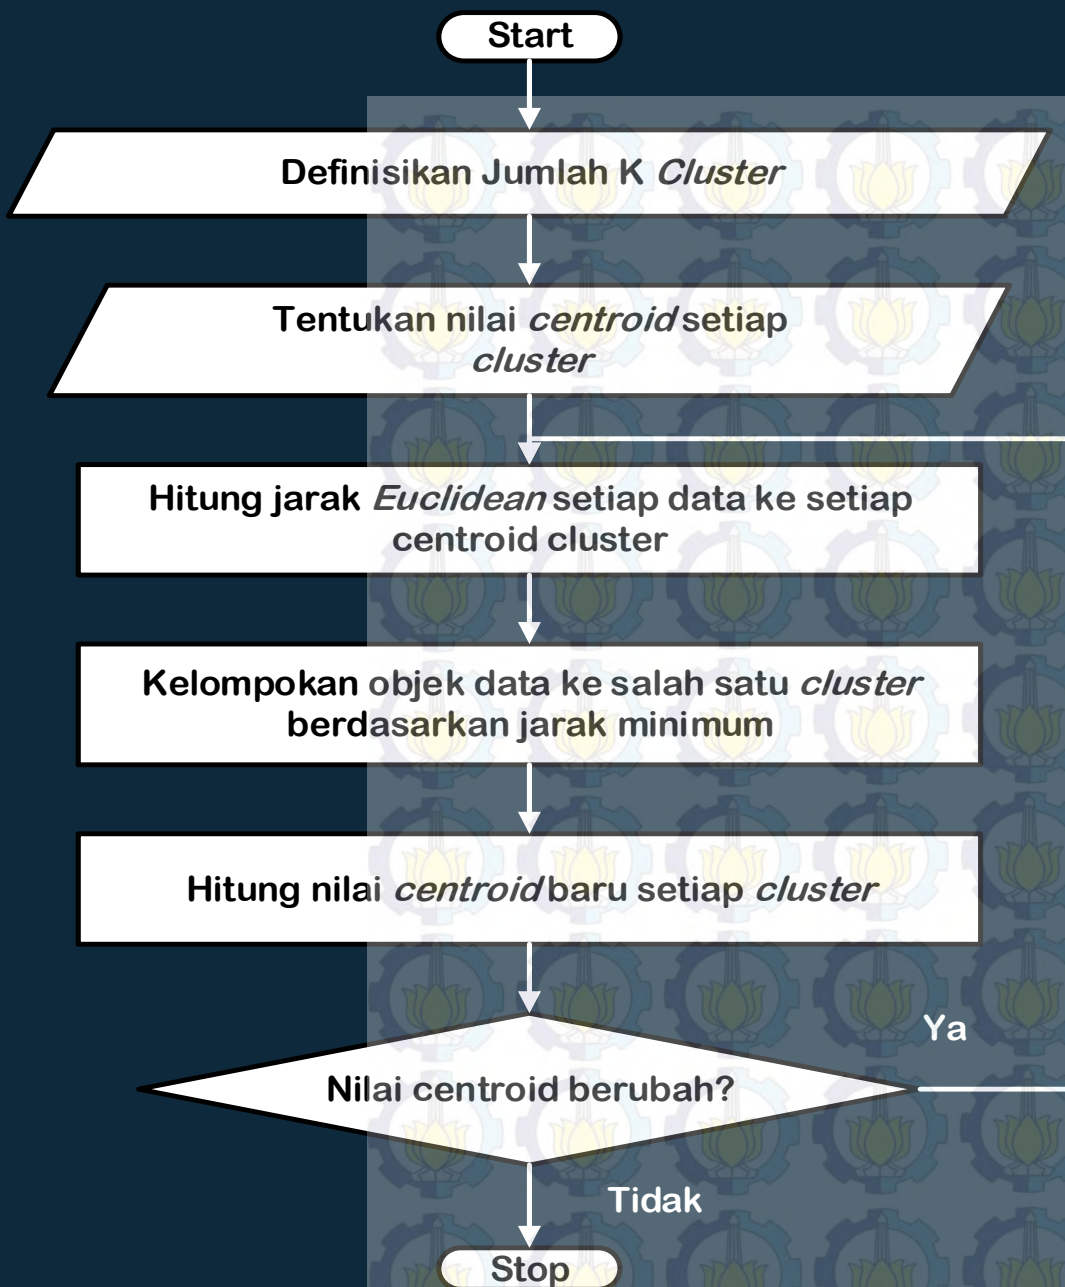 Start
Definisikan Jumlah K Cluster
Tentukan nilai centroid setiap
cluster
Hitung jarak Euclidean setiap data ke setiap
centroid cluster
Kelompokan objek data ke salah satu cluster
berdasarkan jarak minimum
Hitung nilai centroid baru setiap cluster
Ya
Nilai centroid berubah?
Tidak
Stop